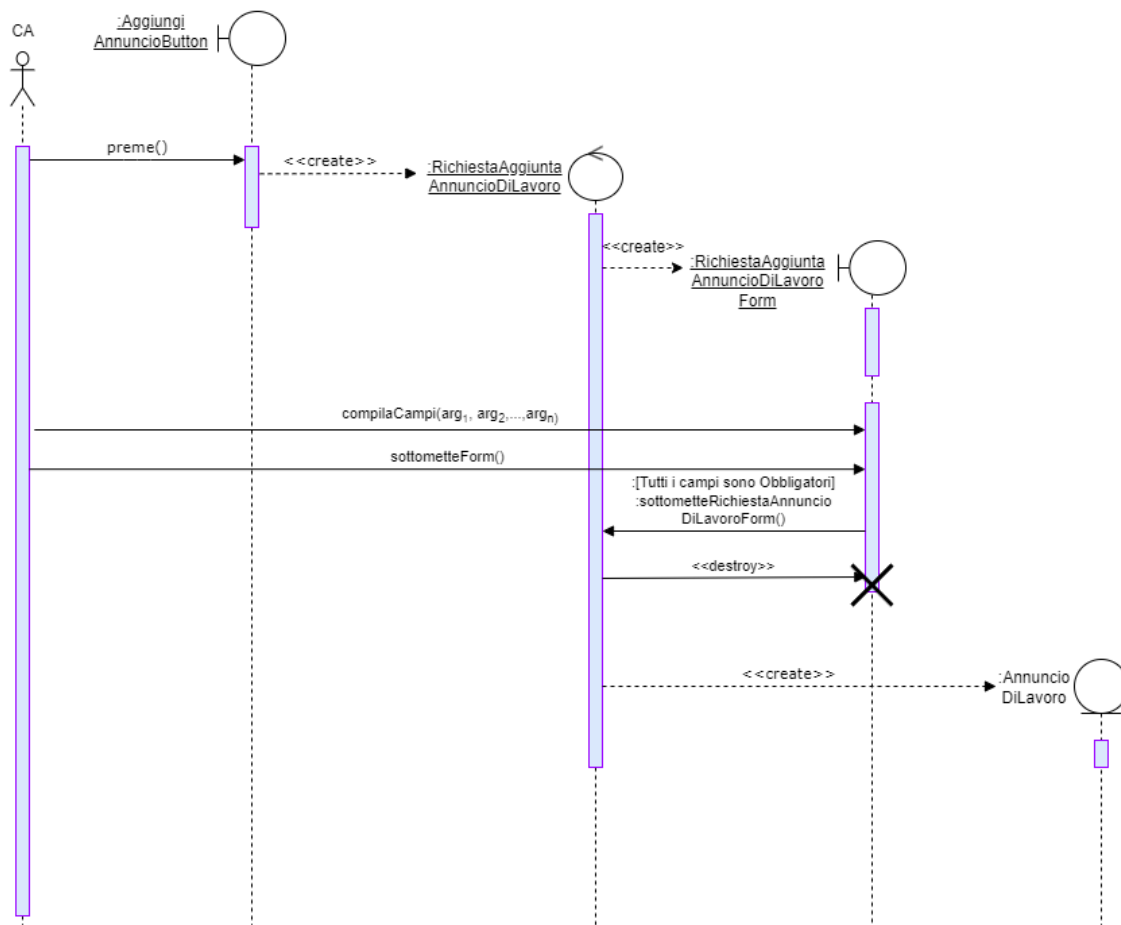 :Aggiungi
AnnuncioButton
CA
preme()
<<create>>
:RichiestaAggiunta
AnnuncioDiLavoro
<<create>>
:RichiestaAggiunta
AnnuncioDiLavoro
Form
compilaCampi(arg₁, arg₂,...,argₙ)
sottometteForm()
:[Tutti i campi sono Obbligatori]
:sottometteRichiestaAnnuncio
DiLavoroForm()
<<destroy>>
<<create>>
:Annuncio
DiLavoro